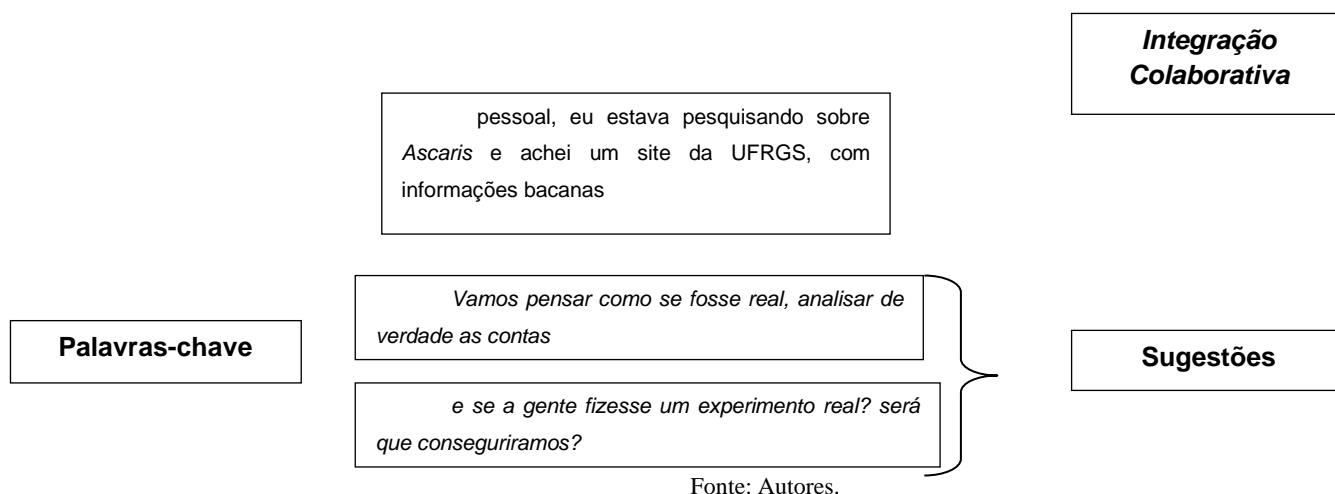 Integração
Colaborativa
pessoal, eu estava pesquisando sobre
Ascaris e achei um site da UFRGS, com
informações bacanas
Vamos pensar como se fosse real, analisar de
verdade as contas
Palavras-chave
Sugestões
e se a gente fizesse um experimento real? será
que conseguriramos?
Fonte: Autores.